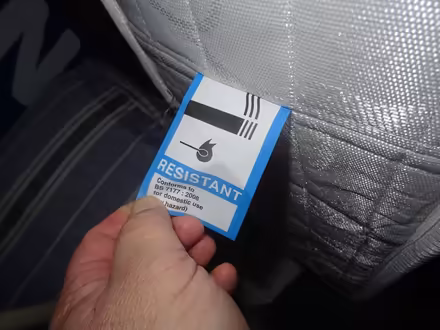 RESISTANT
Conforms to
BS 7177 : 2008
for domestic use
hazard)